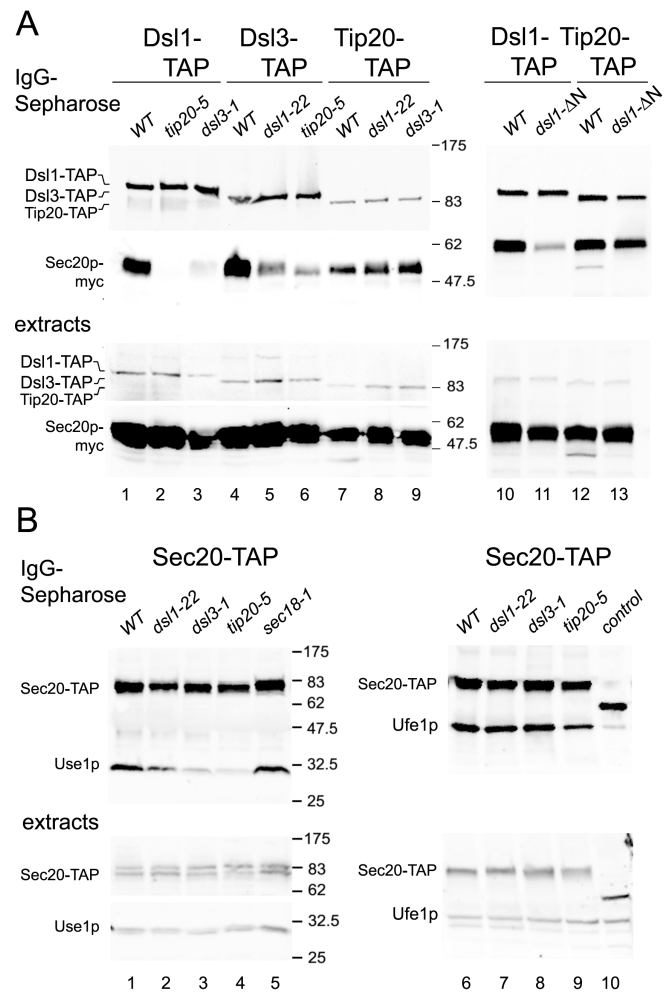 A
Dsl1-TAP Dsl3-TAP Tip20-TAP Dsl1-TAP Tip20-TAP
IgG-Sepharose
WT tip20-5 dsl3-1 WT dsl1-22 tip20-5 WT dsl1-22 dsl3-1 WT dsl1-ΔN WT dsl1-ΔN
175
Dsl1-TAP
Dsl3-TAP
83
Tip20-TAP
62
Sec20p-myc
47.5
extracts
175
Dsl1-TAP
Dsl3-TAP
83
Tip20-TAP
62
Sec20p-myc
47.5
1 2 3 4 5 6 7 8 9 10 11 12 13
B
Sec20-TAP Sec20-TAP
IgG-Sepharose
WT dsl1-22 dsl3-1 tip20-5 sec18-1 WT dsl1-22 dsl3-1 tip20-5 control
175
Sec20-TAP 83 Sec20-TAP
62
47.5 Ufe1p
Use1p 32.5
25
extracts
175
Sec20-TAP 83 Sec20-TAP
62
Use1p 32.5 Ufe1p
25
1 2 3 4 5 6 7 8 9 10